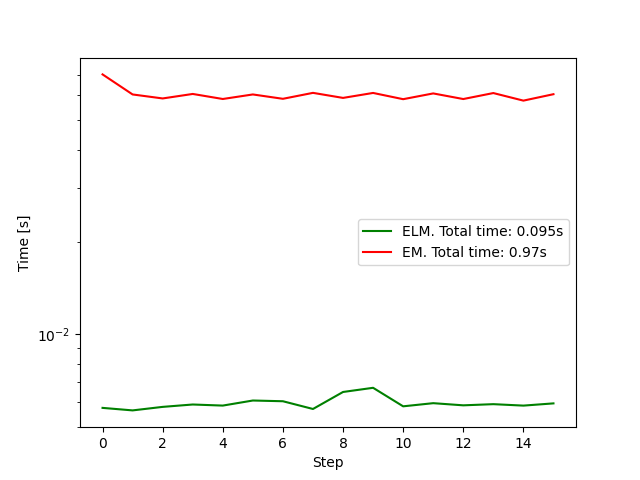 Time [s]
10⁻²
ELM. Total time: 0.095s
EM. Total time: 0.97s
0 2 4 6 8 10 12 14
Step